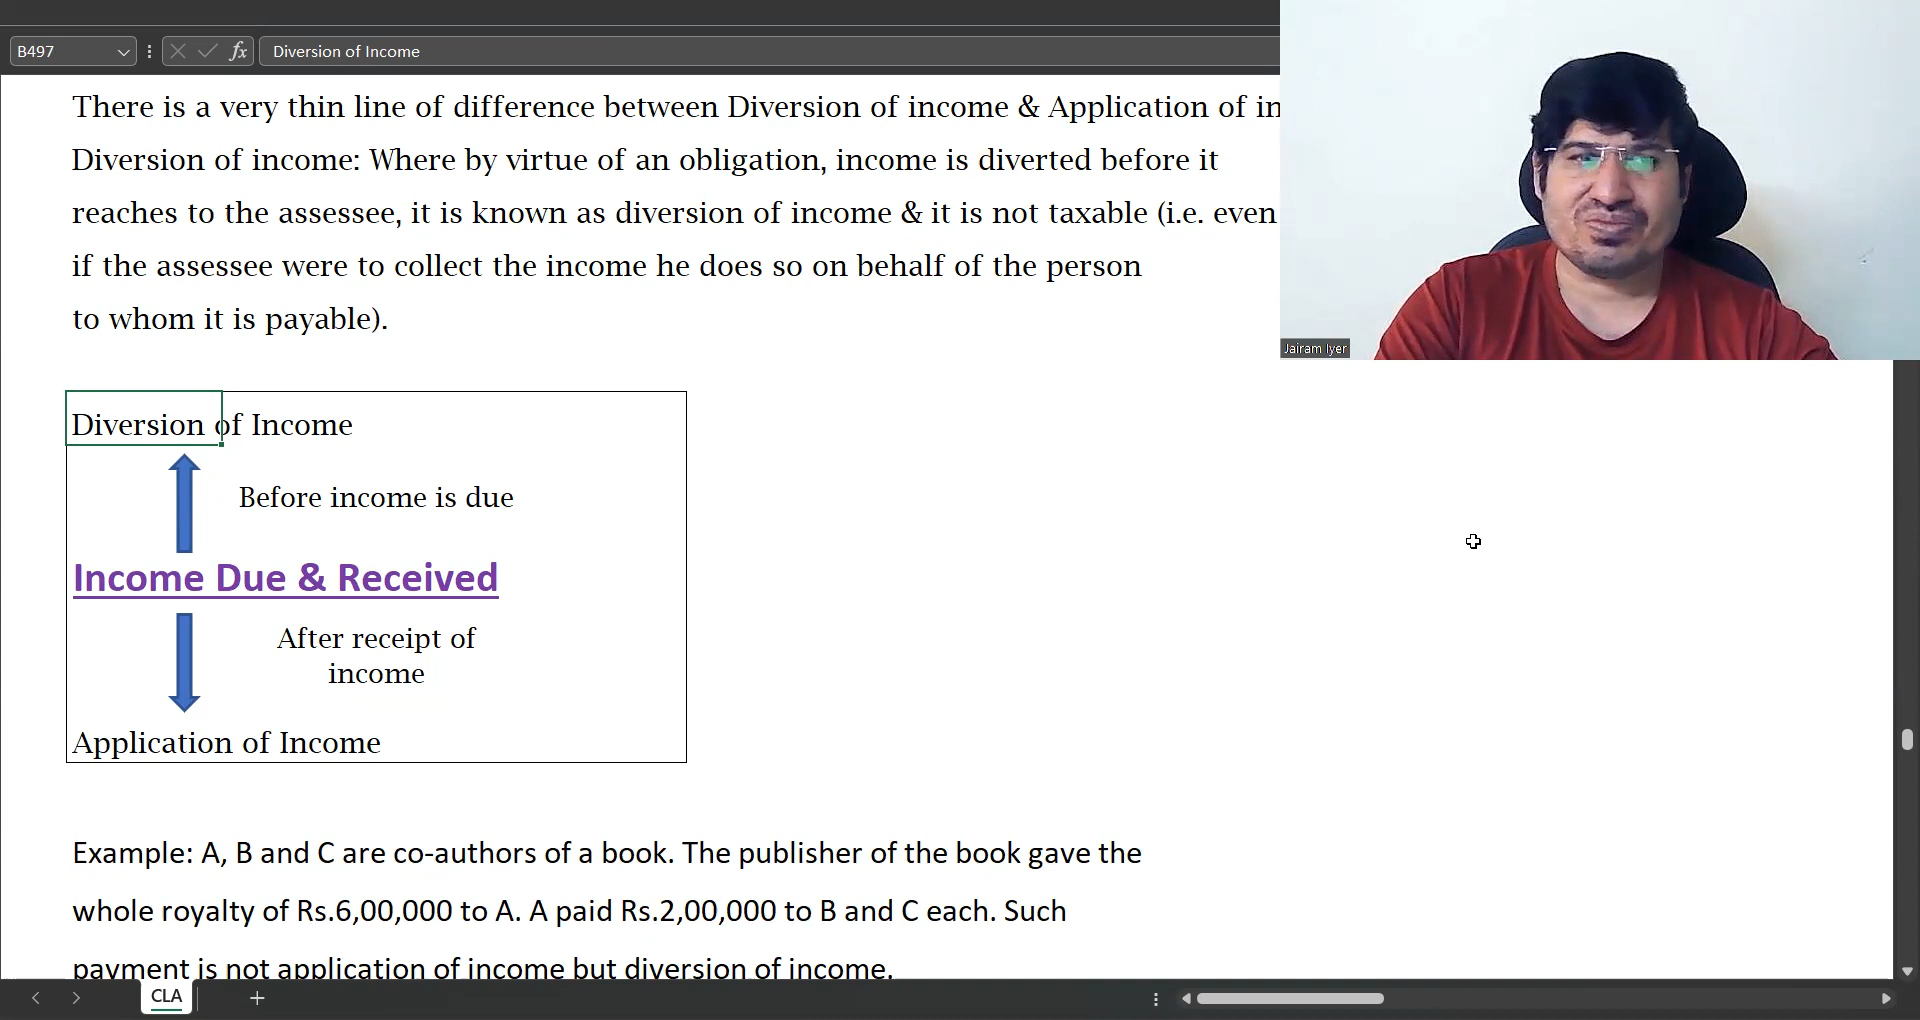 B497
fx
Diversion of Income
There is a very thin line of difference between Diversion of income & Application of in
Diversion of income: Where by virtue of an obligation, income is diverted before it
reaches to the assessee, it is known as diversion of income & it is not taxable (i.e. even
if the assessee were to collect the income he does so on behalf of the person
to whom it is payable).
Jairam Iyer
Diversion of Income
Before income is due
Income Due & Received
After receipt of
income
Application of Income
Example: A, B and C are co-authors of a book. The publisher of the book gave the
whole royalty of Rs.6,00,000 to A. A paid Rs.2,00,000 to B and C each. Such
payment is not application of income but diversion of income.
CLA